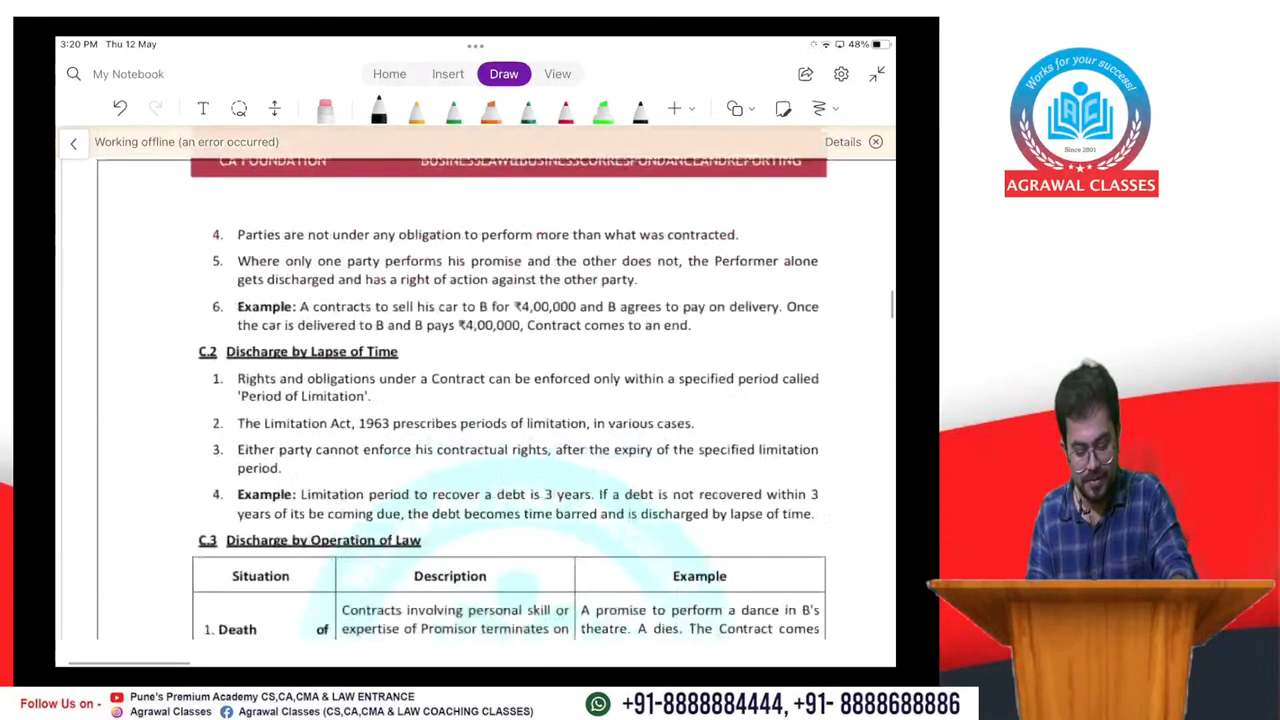 3:20 PM Thu 12 May
48%
My Notebook
Home Insert Draw View
Working offline (an error occurred)
Details
CA FOUNDATION BUSINESSLAW&BUSINESSCORRESPONDANCEANDREPORTING
4. Parties are not under any obligation to perform more than what was contracted.
5. Where only one party performs his promise and the other does not, the Performer alone
gets discharged and has a right of action against the other party.
6. Example: A contracts to sell his car to B for ₹4,00,000 and B agrees to pay on delivery. Once
the car is delivered to B and B pays ₹4,00,000, Contract comes to an end.
C.2 Discharge by Lapse of Time
1. Rights and obligations under a Contract can be enforced only within a specified period called
'Period of Limitation'.
2. The Limitation Act, 1963 prescribes periods of limitation, in various cases.
3. Either party cannot enforce his contractual rights, after the expiry of the specified limitation
period.
4. Example: Limitation period to recover a debt is 3 years. If a debt is not recovered within 3
years of its be coming due, the debt becomes time barred and is discharged by lapse of time.
C.3 Discharge by Operation of Law
Situation Description Example
1. Death of
Contracts involving personal skill or
expertise of Promisor terminates on
A promise to perform a dance in B's
theatre. A dies. The Contract comes
Works for your success!
AC
Since 2001
AGRAWAL CLASSES
Follow Us on -
Pune's Premium Academy CS,CA,CMA & LAW ENTRANCE
Agrawal Classes
Agrawal Classes (CS,CA,CMA & LAW COACHING CLASSES)
+91-8888884444, +91- 8888688886